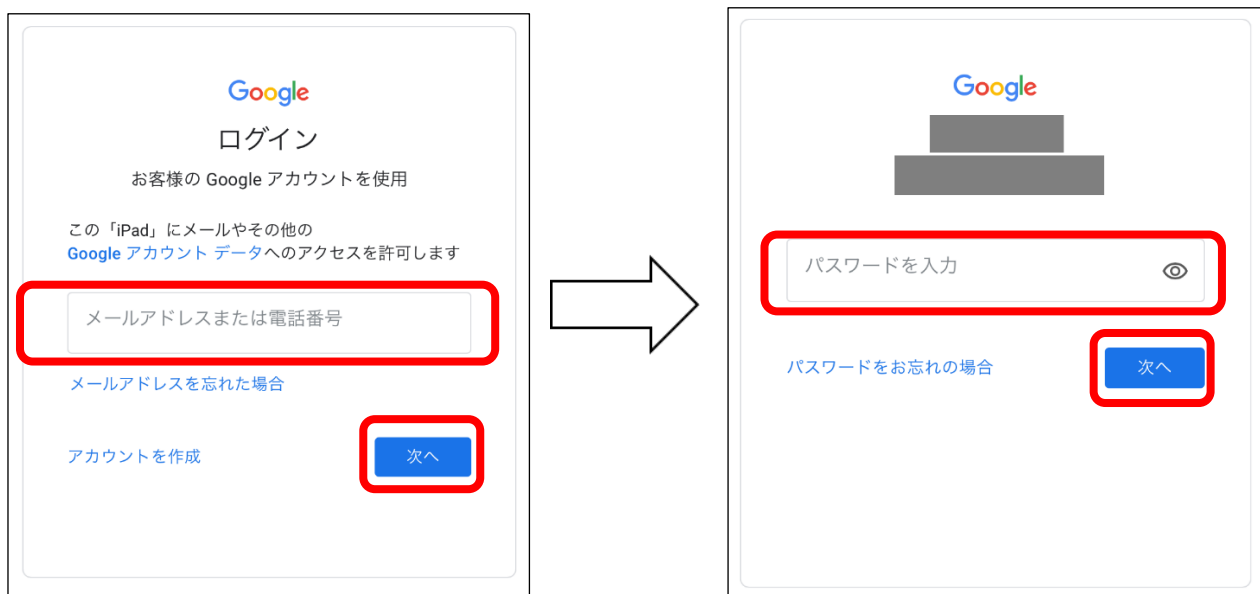 Google
ログイン
お客様の Google アカウントを使用
この「iPad」にメールやその他の
Google アカウント データへのアクセスを許可します
メールアドレスまたは電話番号
メールアドレスを忘れた場合
アカウントを作成
次へ
Google
パスワードを入力
パスワードをお忘れの場合
次へ